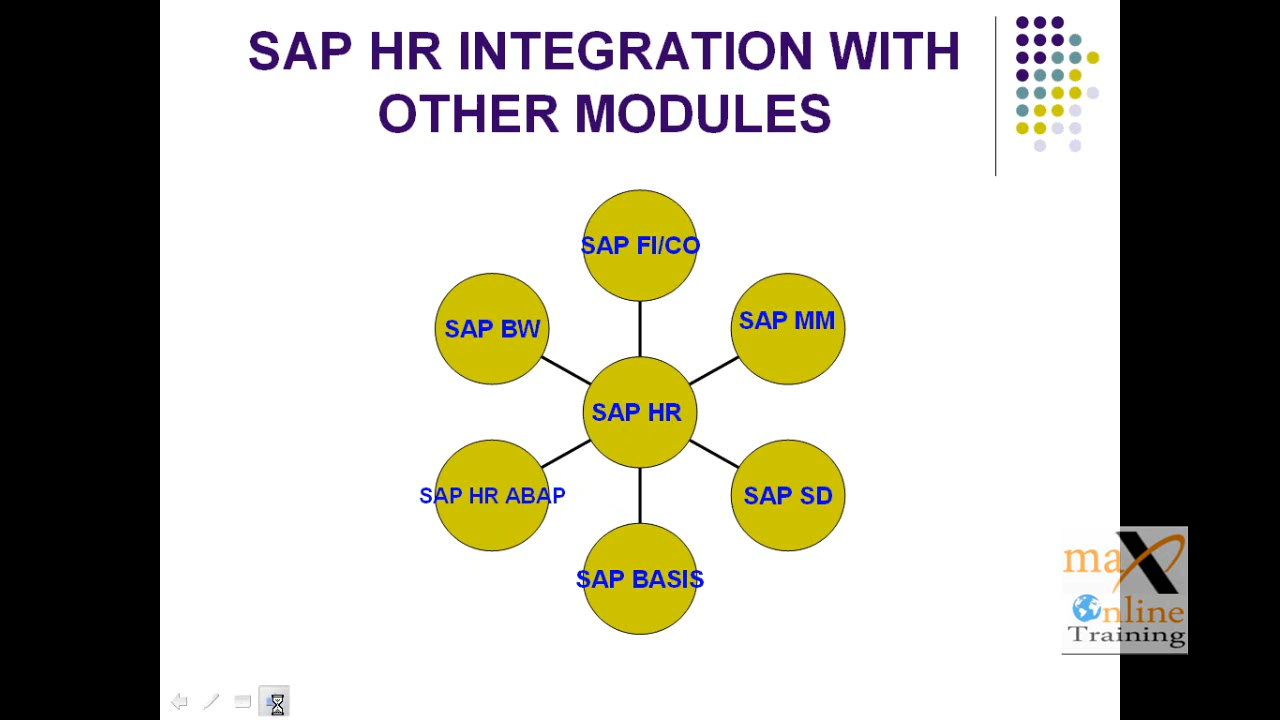 SAP HR INTEGRATION WITH
OTHER MODULES
SAP FI/CO
SAP BW
SAP MM
SAP HR
SAP HR ABAP
SAP SD
SAP BASIS
maX
Online
Training